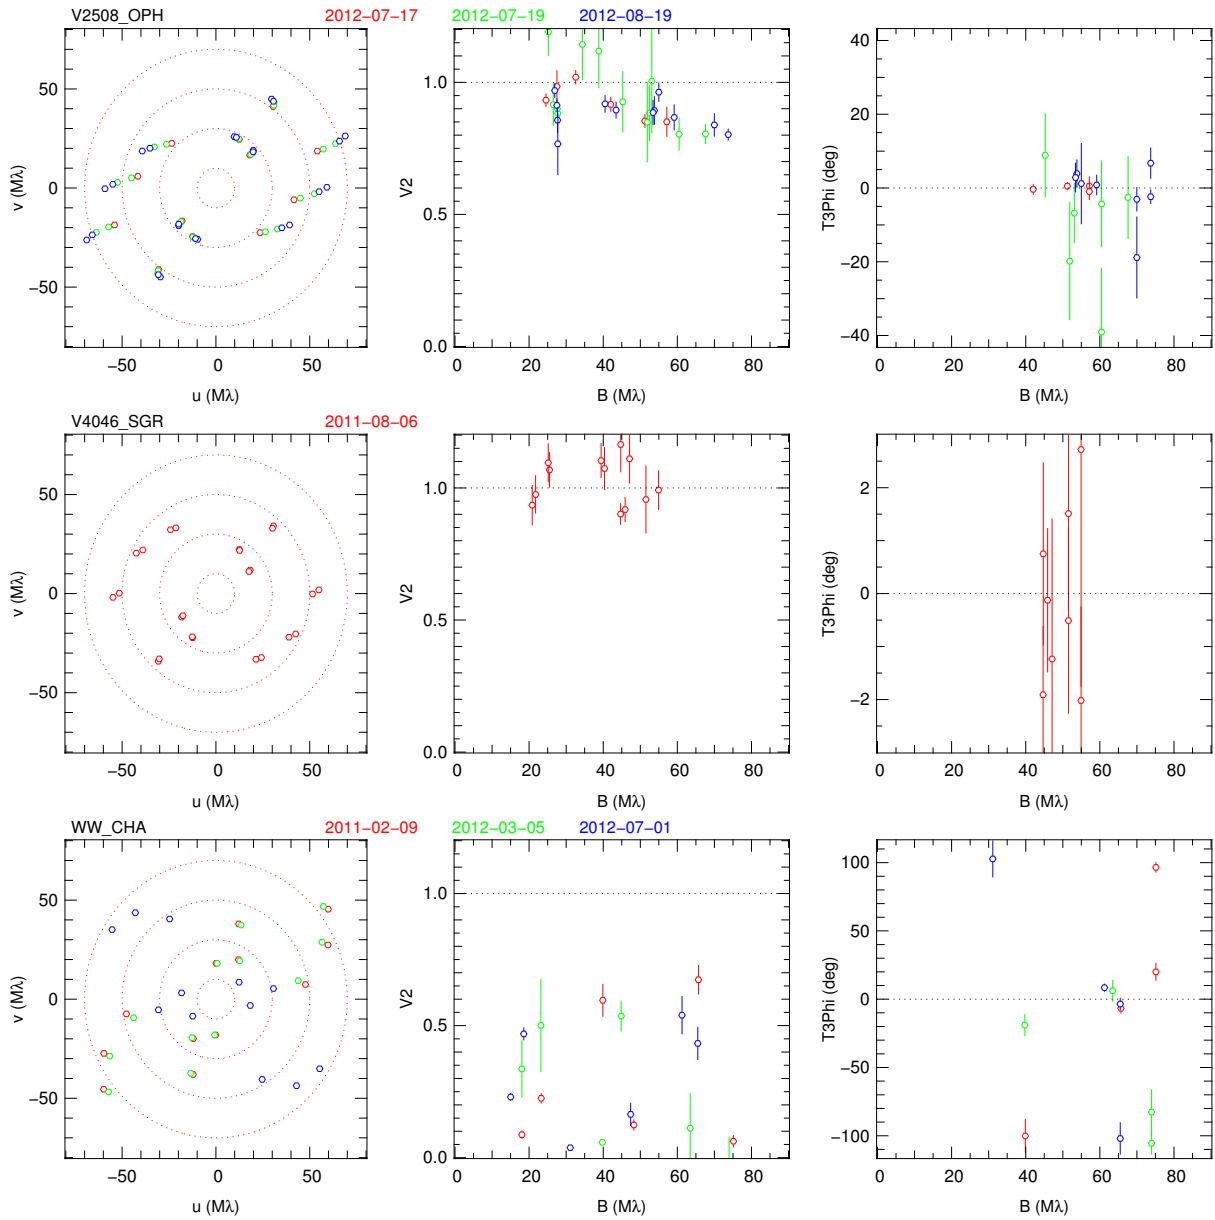 V2508_OPH 2012-07-17 2012-07-19 2012-08-19
50
0
-50
v (Mλ)
-50 0 50
u (Mλ)
1.0
0.5
0.0
V2
0 20 40 60 80
B (Mλ)
40
20
0
-20
-40
T3Phi (deg)
0 20 40 60 80
B (Mλ)
V4046_SGR 2011-08-06
50
0
-50
v (Mλ)
-50 0 50
u (Mλ)
1.0
0.5
0.0
V2
0 20 40 60 80
B (Mλ)
2
0
-2
T3Phi (deg)
0 20 40 60 80
B (Mλ)
WW_CHA 2011-02-09 2012-03-05 2012-07-01
50
0
-50
v (Mλ)
-50 0 50
u (Mλ)
1.0
0.5
0.0
V2
0 20 40 60 80
B (Mλ)
100
50
0
-50
-100
T3Phi (deg)
0 20 40 60 80
B (Mλ)